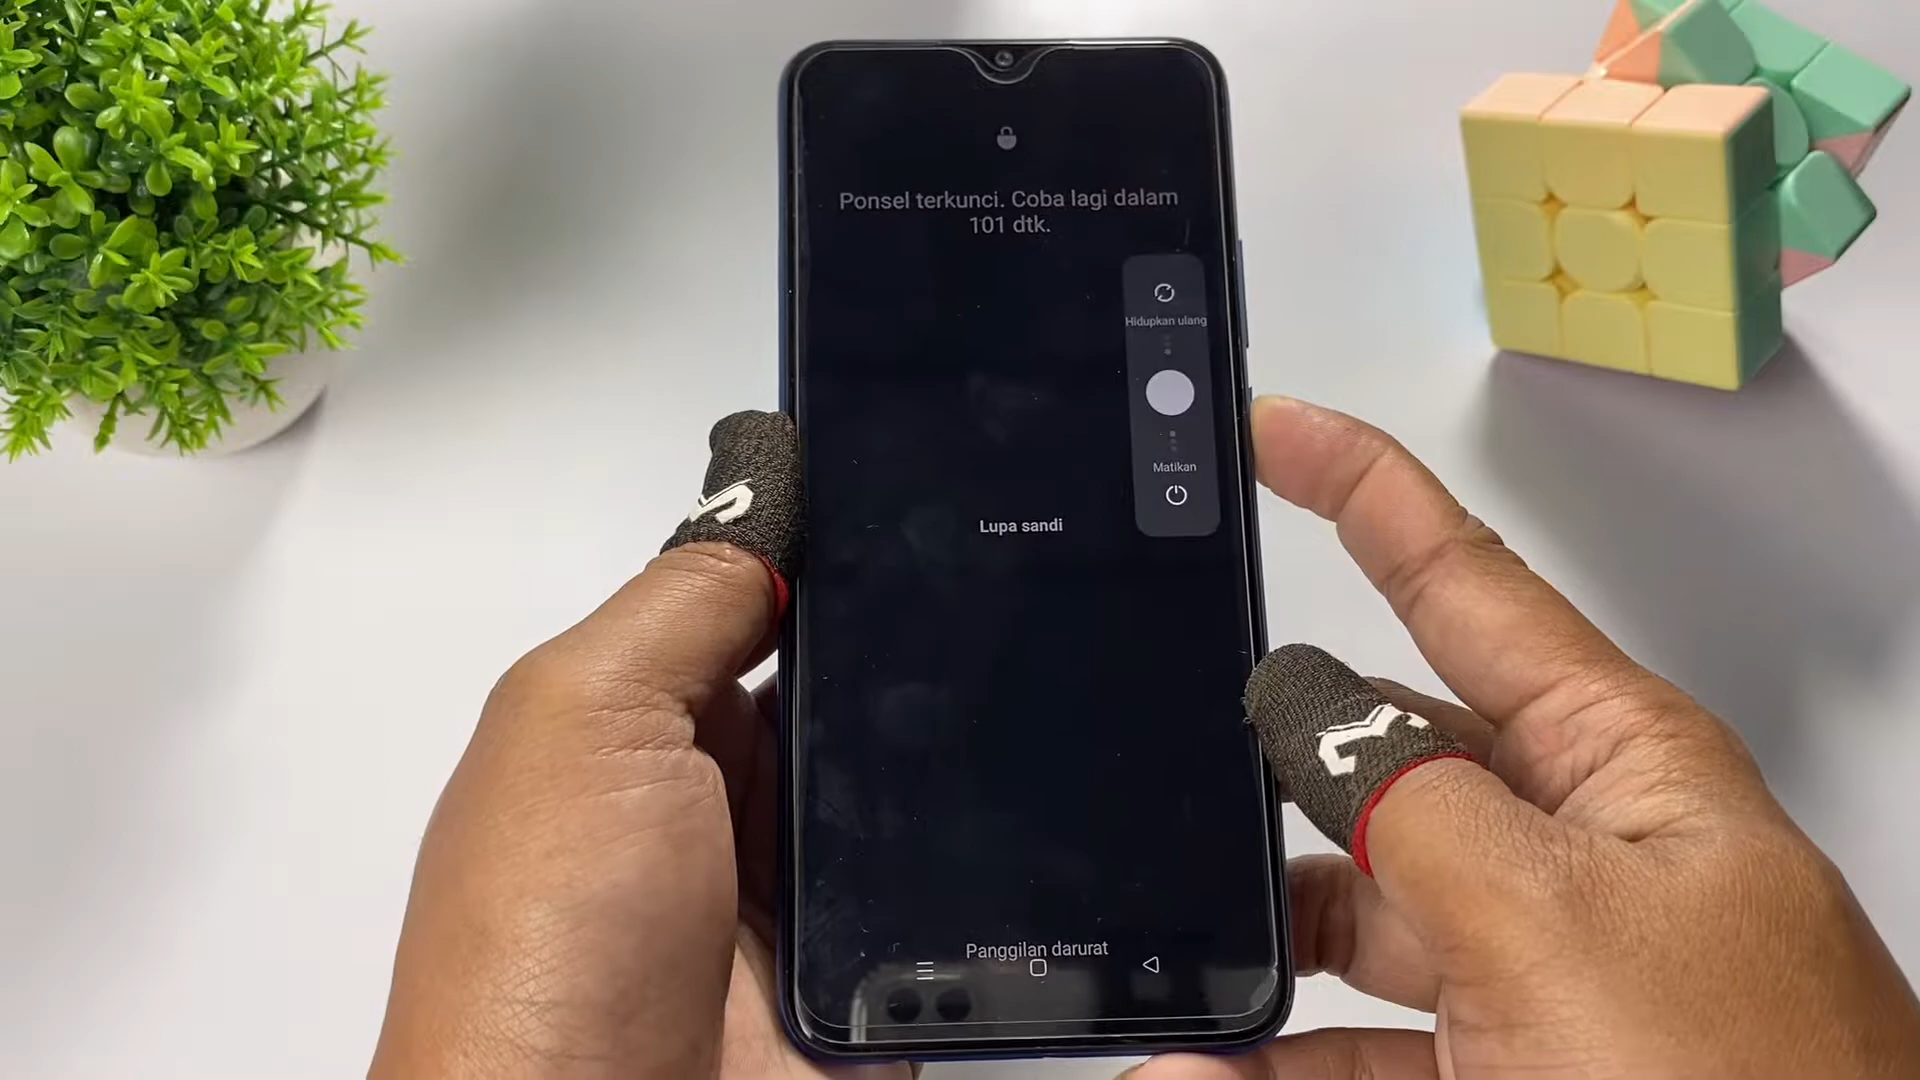 Ponsel terkunci. Coba lagi dalam
101 dtk.
Hidupkan ulang
Matikan
Lupa sandi
Panggilan darurat